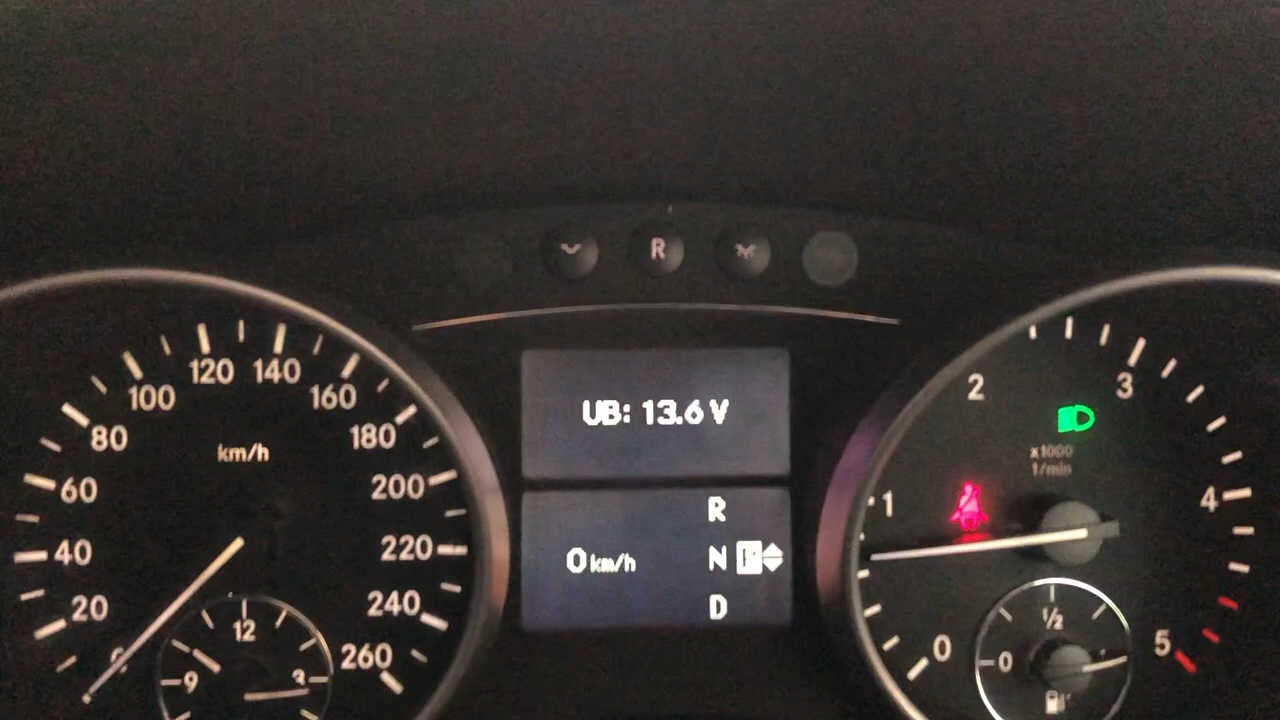 R
120 140
100 160
80 180
km/h
60 200
40 220
20 240
0 260
12
9 3
UB: 13.6 V
R
0 km/h N P
D
2 3
x1000
1/min
1 4
0 5
1/2
0